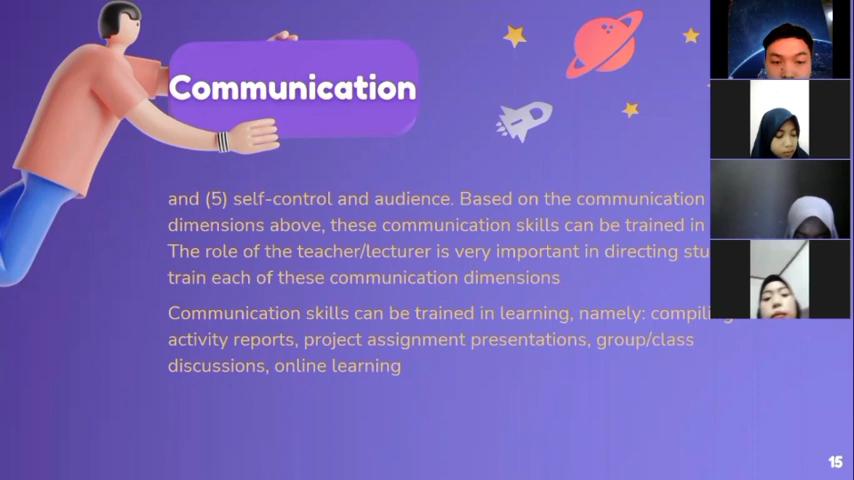 Communication
and (5) self-control and audience. Based on the communication
dimensions above, these communication skills can be trained in
The role of the teacher/lecturer is very important in directing
train each of these communication dimensions
Communication skills can be trained in learning, namely:
activity reports, project assignment presentations, group/class
discussions, online learning
15